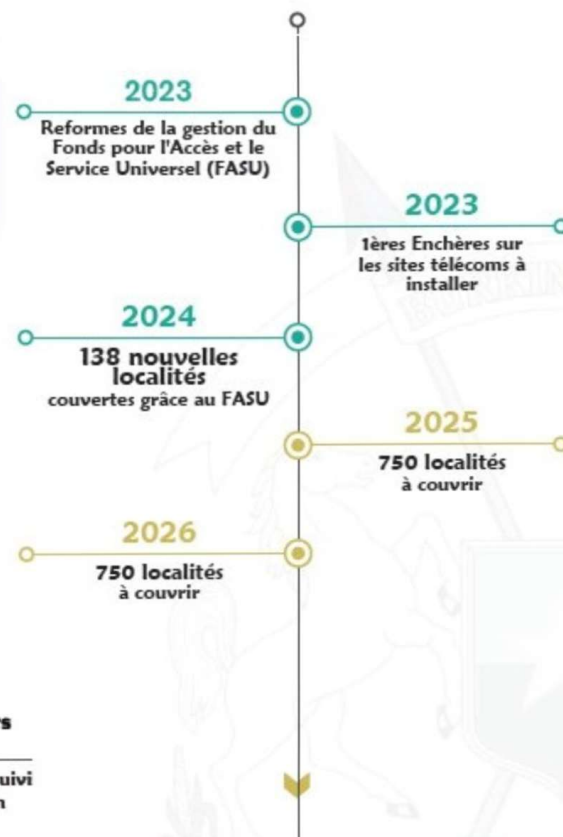 2023
Reformes de la gestion du
Fonds pour l'Accès et le
Service Universel (FASU)
2023
1ères Enchères sur
les sites télécoms à
installer
2024
138 nouvelles
localités
couvertes grâce au FASU
2025
750 localités
à couvrir
2026
750 localités
à couvrir